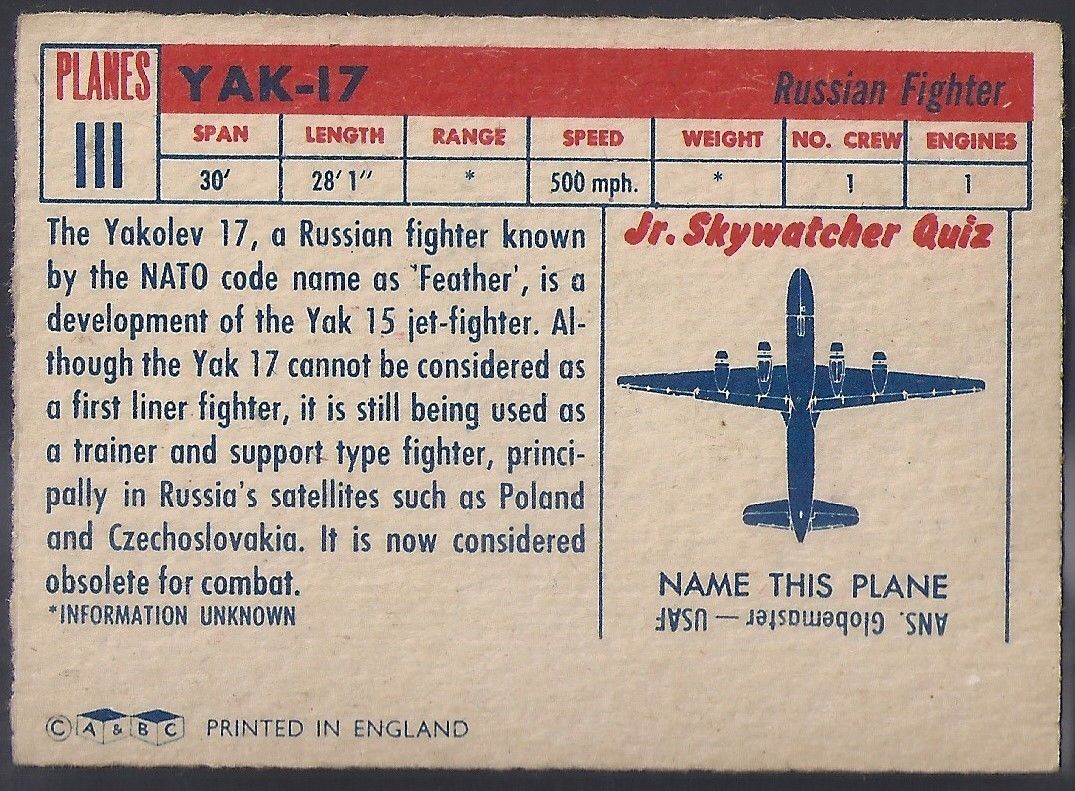 PLANES
111
YAK-17
Russian Fighter
SPAN LENGTH RANGE SPEED WEIGHT NO. CREW ENGINES
30' 28' 1" * 500 mph. * 1 1
The Yakolev 17, a Russian fighter known
by the NATO code name as 'Feather', is a
development of the Yak 15 jet-fighter. Al-
though the Yak 17 cannot be considered as
a first liner fighter, it is still being used as
a trainer and support type fighter, princi-
pally in Russia's satellites such as Poland
and Czechoslovakia. It is now considered
obsolete for combat.
*INFORMATION UNKNOWN
Jr. Skywatcher Quiz
NAME THIS PLANE
ANS. Globemaster — USAF
© A & B C PRINTED IN ENGLAND